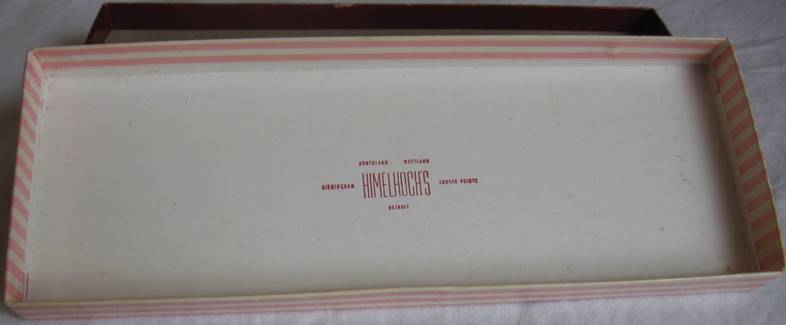 NORTHLAND WESTLAND
BIRMINGHAM HIMELHOCH'S GROSSE POINTE
DETROIT